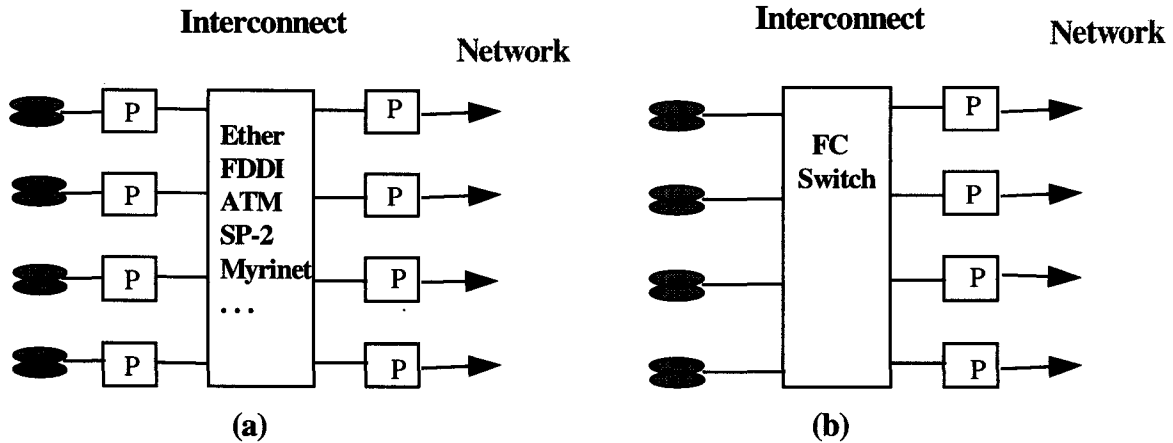 Interconnect
Network
P
P
P
P
P
P
P
P
Ether
FDDI
ATM
SP-2
Myrinet
. . .
(a)
Interconnect
Network
FC
Switch
P
P
P
P
(b)